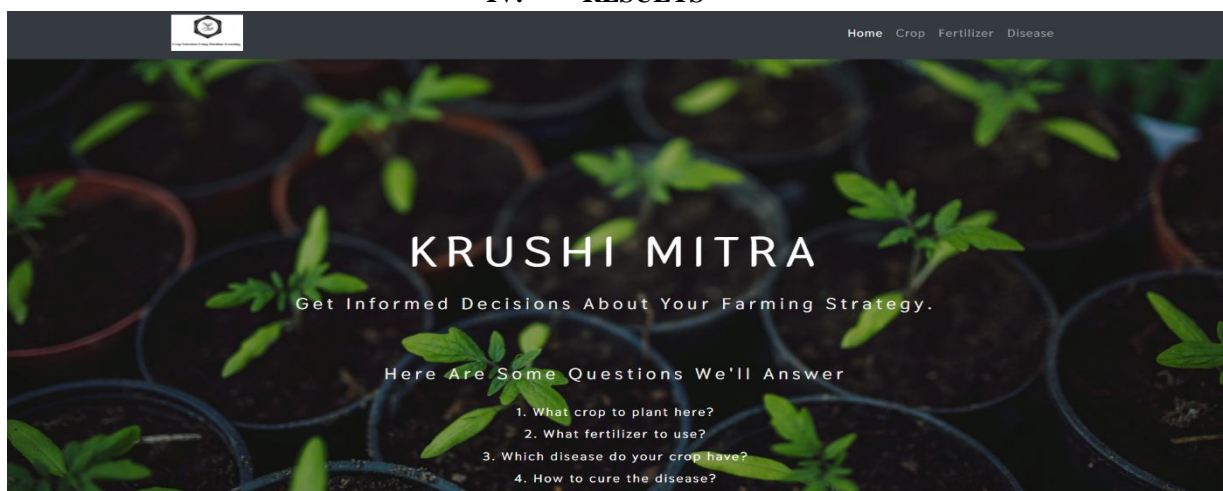 IV. RESULTS
Home Crop Fertilizer Disease
KRUSHI MITRA
Get Informed Decisions About Your Farming Strategy.
Here Are Some Questions We'll Answer
1. What crop to plant here?
2. What fertilizer to use?
3. Which disease do your crop have?
4. How to cure the disease?